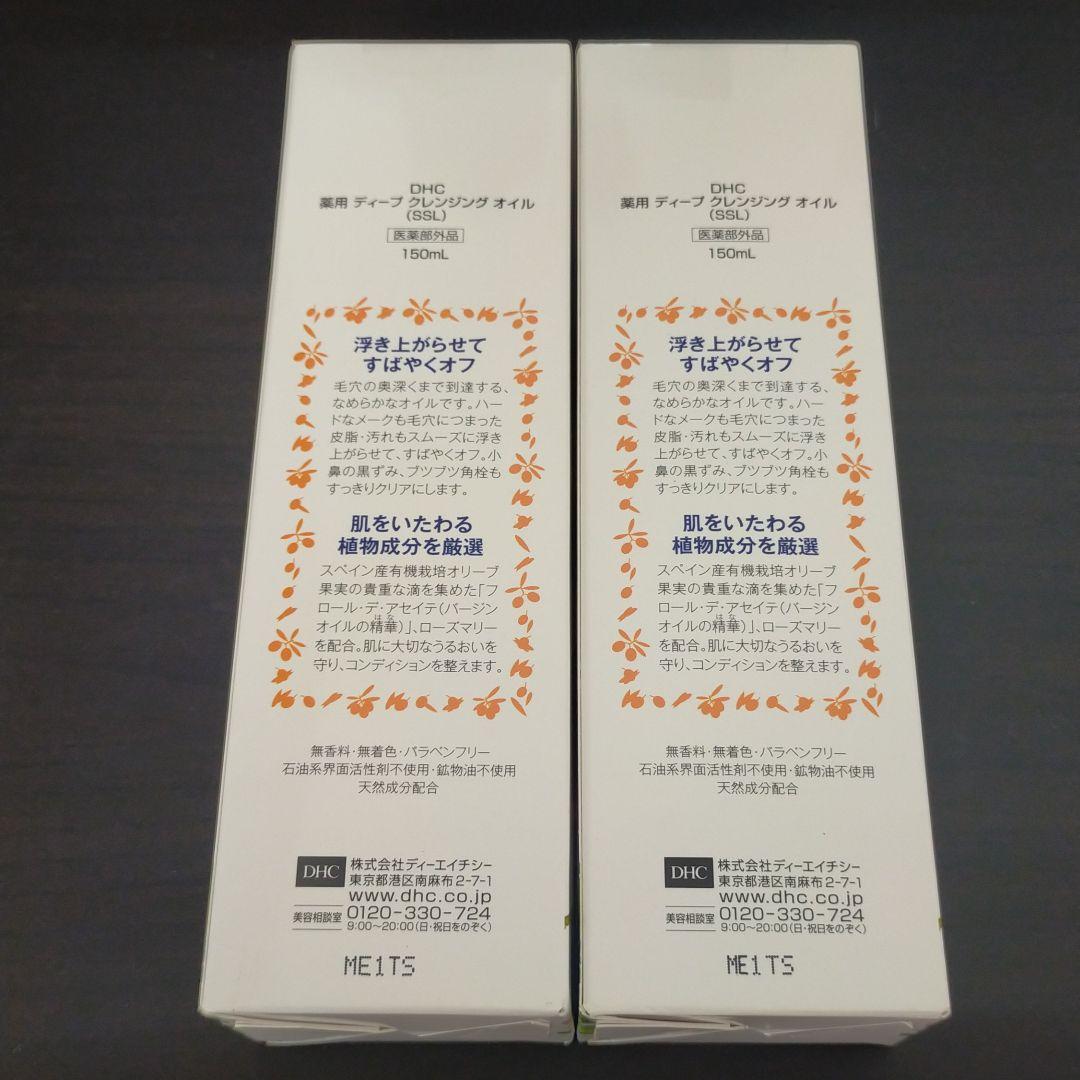 DHC
薬用 ディープ クレンジング オイル
(SSL)
医薬部外品
150mL
浮き上がらせて
すばやくオフ
毛穴の奥深くまで到達する、
なめらかなオイルです。ハー
ドなメークも毛穴につまった
皮脂・汚れもスムーズに浮き
上がらせて、すばやくオフ。小
鼻の黒ずみ、ブツブツ角栓も
すっきりクリアにします。
肌をいたわる
植物成分を厳選
スペイン産有機栽培オリーブ
果実の貴重な滴を集めた「フ
ロール・デ・アセイテ(バージン
はな
オイルの精華)」、ローズマリー
を配合。肌に大切なうるおいを
守り、コンディションを整えます。
無香料・無着色・パラベンフリー
石油系界面活性剤不使用・鉱物油不使用
天然成分配合
DHC 株式会社ディーエイチシー
東京都港区南麻布2-7-1
www.dhc.co.jp
美容相談室 0120-330-724
9:00〜20:00(日・祝日をのぞく)
ME1TS
DHC
薬用 ディープ クレンジング オイル
(SSL)
医薬部外品
150mL
浮き上がらせて
すばやくオフ
毛穴の奥深くまで到達する、
なめらかなオイルです。ハー
ドなメークも毛穴につまった
皮脂・汚れもスムーズに浮き
上がらせて、すばやくオフ。小
鼻の黒ずみ、ブツブツ角栓も
すっきりクリアにします。
肌をいたわる
植物成分を厳選
スペイン産有機栽培オリーブ
果実の貴重な滴を集めた「フ
ロール・デ・アセイテ(バージン
はな
オイルの精華)」、ローズマリー
を配合。肌に大切なうるおいを
守り、コンディションを整えます。
無香料・無着色・パラベンフリー
石油系界面活性剤不使用・鉱物油不使用
天然成分配合
DHC 株式会社ディーエイチシー
東京都港区南麻布2-7-1
www.dhc.co.jp
美容相談室 0120-330-724
9:00〜20:00(日・祝日をのぞく)
ME1TS